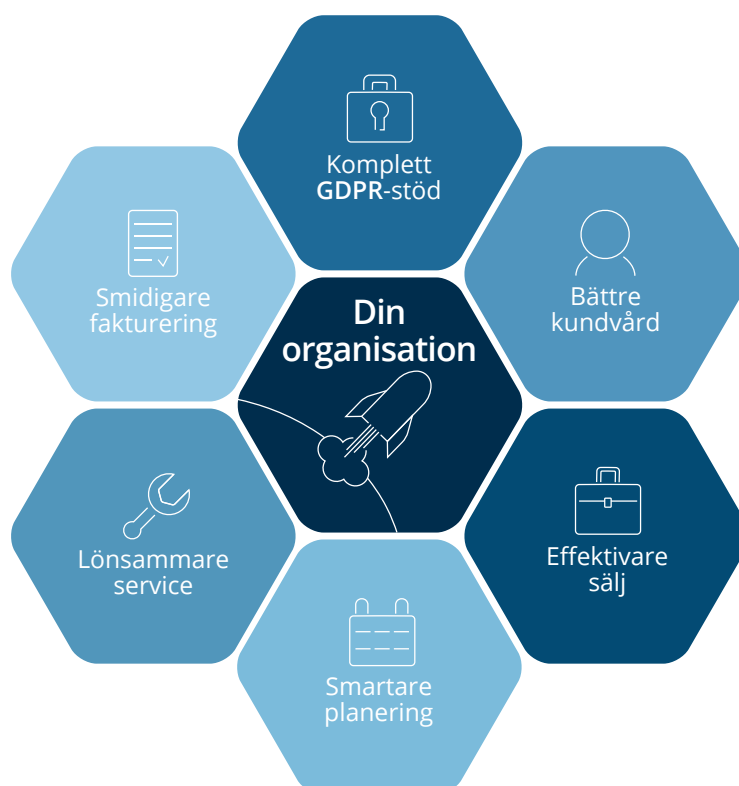 Komplett
GDPR-stöd
Smidigare
fakturering
Bättre
kundvård
Din
organisation
Lönsammare
service
Effektivare
sälj
Smartare
planering